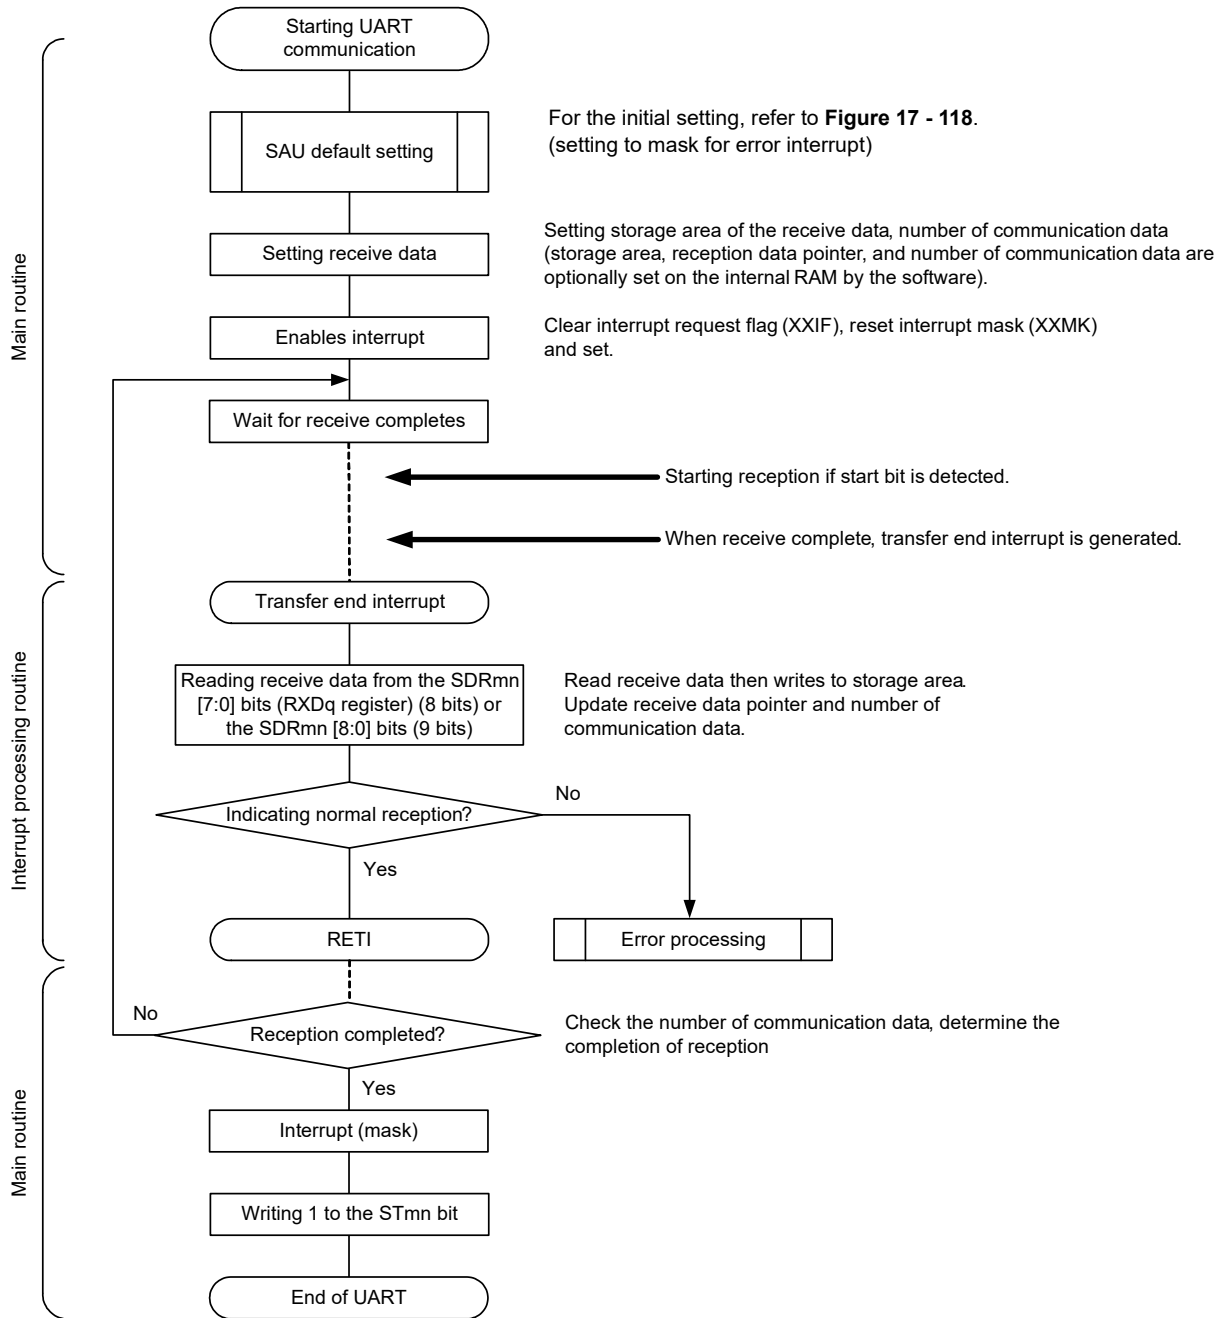 Starting UART
communication
SAU default setting
For the initial setting, refer to Figure 17 - 118.
(setting to mask for error interrupt)
Main routine
Setting receive data
Setting storage area of the receive data, number of communication data
(storage area, reception data pointer, and number of communication data are
optionally set on the internal RAM by the software).
Enables interrupt
Clear interrupt request flag (XXIF), reset interrupt mask (XXMK)
and set.
Wait for receive completes
Starting reception if start bit is detected.
When receive complete, transfer end interrupt is generated.
Transfer end interrupt
Interrupt processing routine
Reading receive data from the SDRmn
[7:0] bits (RXDq register) (8 bits) or
the SDRmn [8:0] bits (9 bits)
Read receive data then writes to storage area.
Update receive data pointer and number of
communication data.
Indicating normal reception?
No
Yes
RETI
Error processing
Main routine
No
Reception completed?
Check the number of communication data, determine the
completion of reception
Yes
Interrupt (mask)
Writing 1 to the STmn bit
End of UART